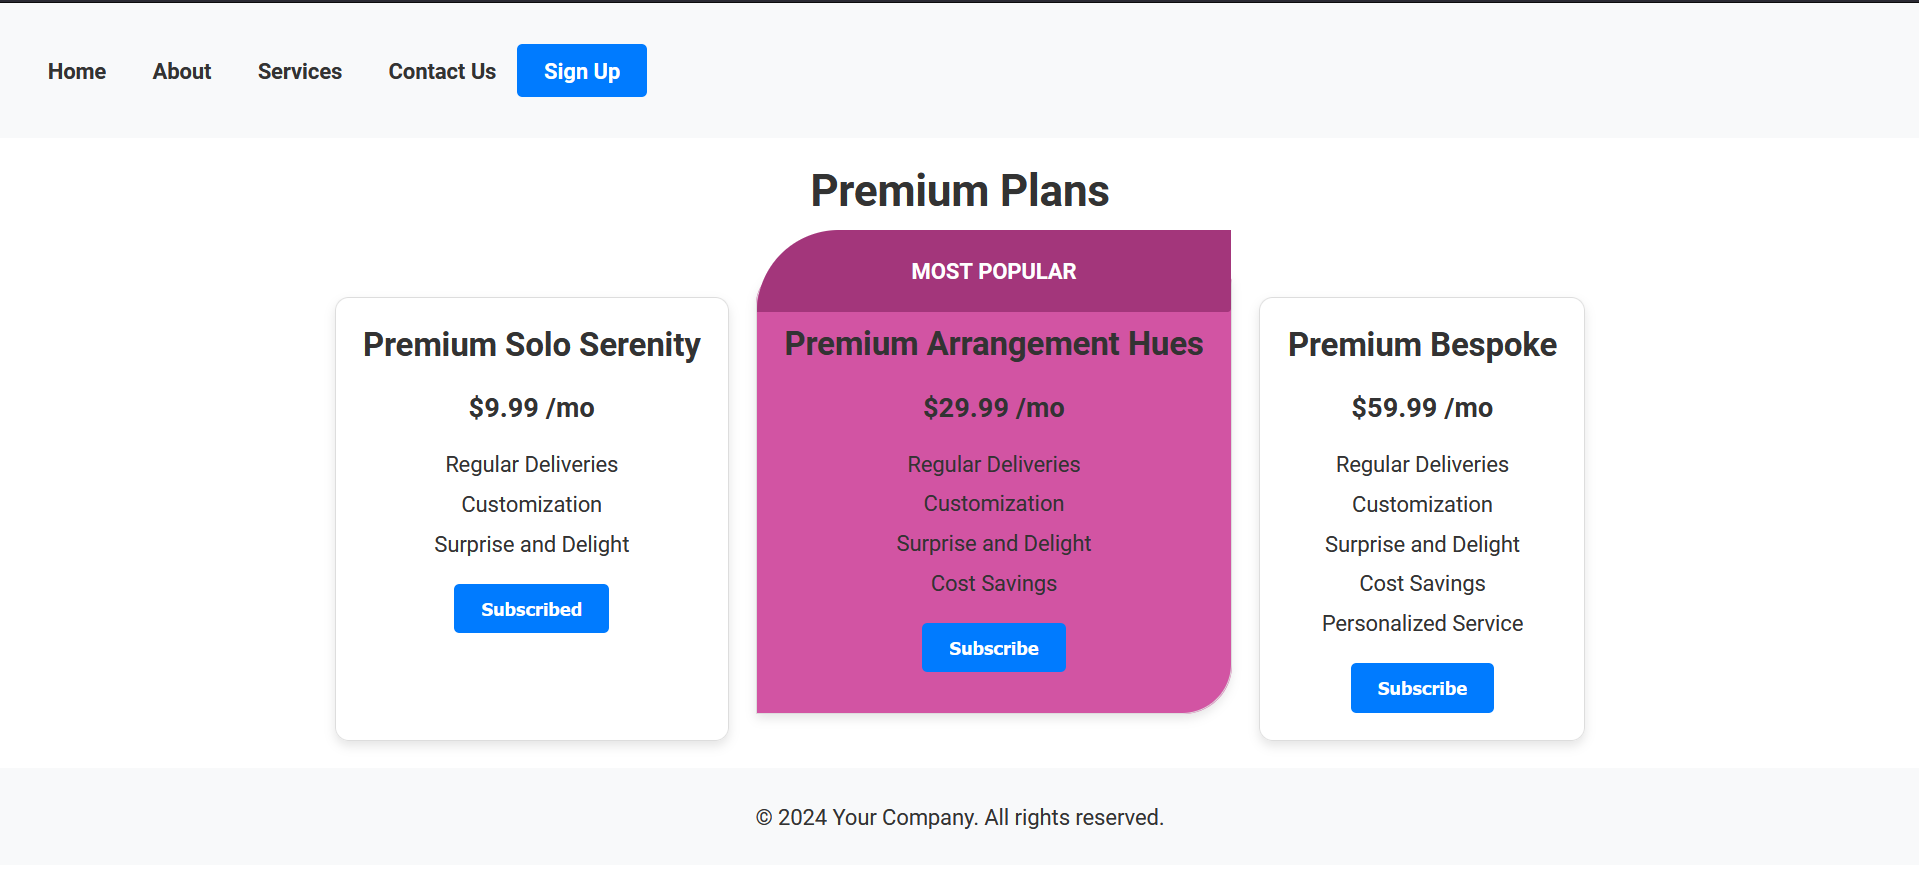 Home About Services Contact Us Sign Up
Premium Plans
MOST POPULAR
Premium Solo Serenity
$9.99 /mo
Regular Deliveries
Customization
Surprise and Delight
Subscribed
Premium Arrangement Hues
$29.99 /mo
Regular Deliveries
Customization
Surprise and Delight
Cost Savings
Subscribe
Premium Bespoke
$59.99 /mo
Regular Deliveries
Customization
Surprise and Delight
Cost Savings
Personalized Service
Subscribe
© 2024 Your Company. All rights reserved.